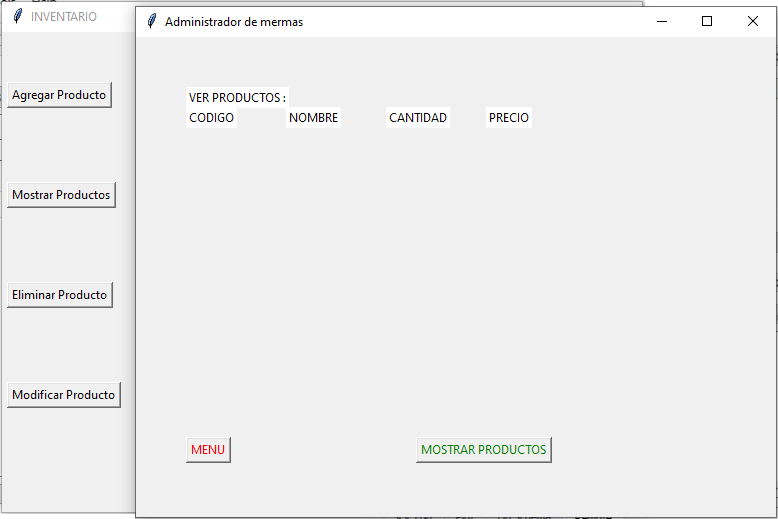 INVENTARIO
Administrador de mermas
Agregar Producto
Mostrar Productos
Eliminar Producto
Modificar Producto
VER PRODUCTOS :
CODIGO NOMBRE CANTIDAD PRECIO
MENU MOSTRAR PRODUCTOS